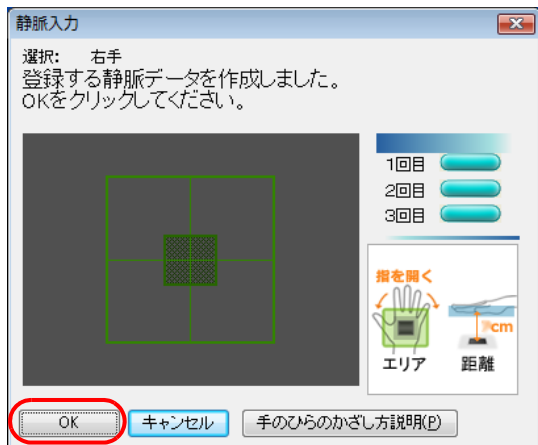 静脈入力
選択: 右手
登録する静脈データを作成しました。
OKをクリックしてください。
1回目
2回目
3回目
指を開く
cm
エリア 距離
OK キャンセル 手のひらのかざし方説明(P)